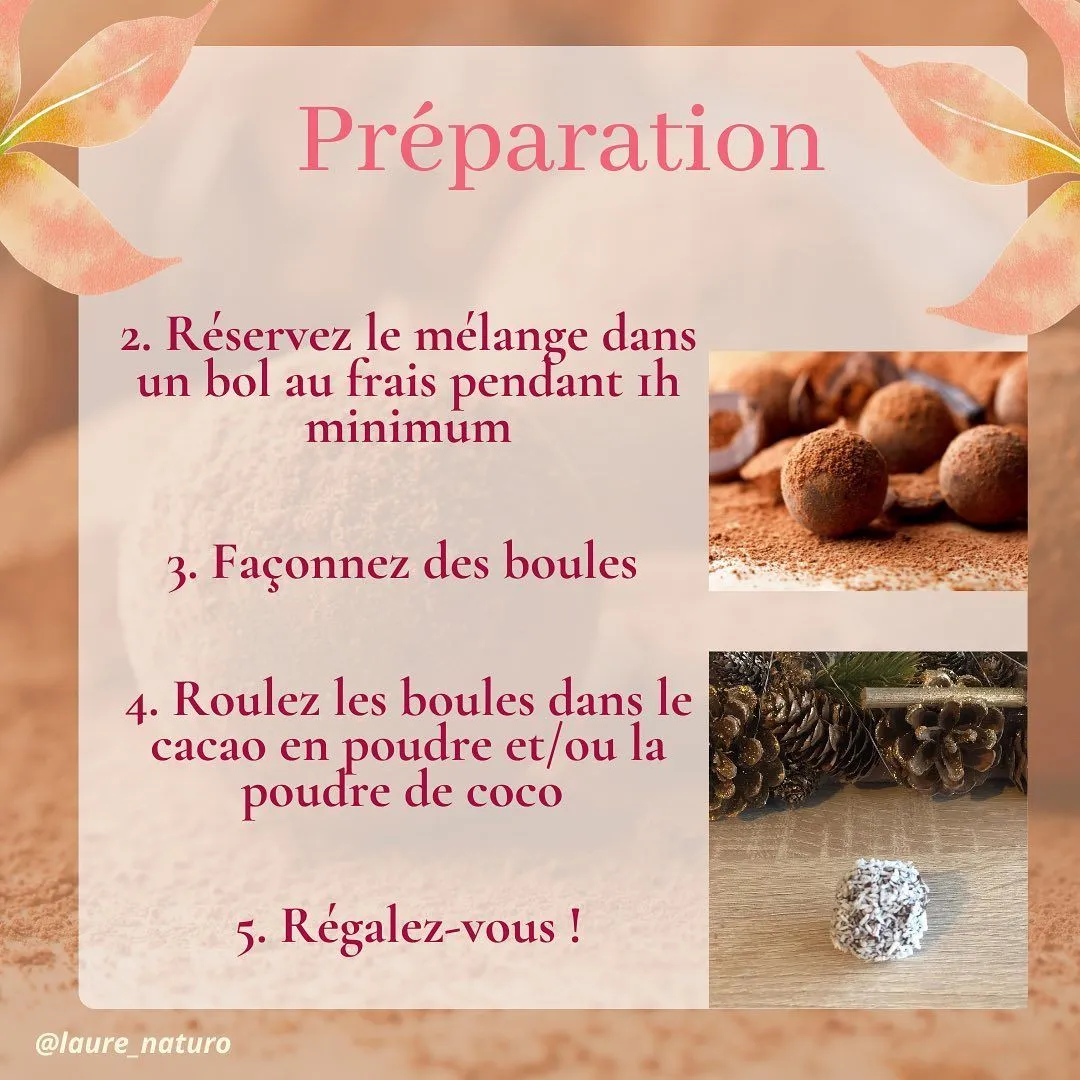 Préparation
2. Réservez le mélange dans
un bol au frais pendant 1h
minimum
3. Façonnez des boules
4. Roulez les boules dans le
cacao en poudre et/ou la
poudre de coco
5. Régalez-vous !
@laure_naturo